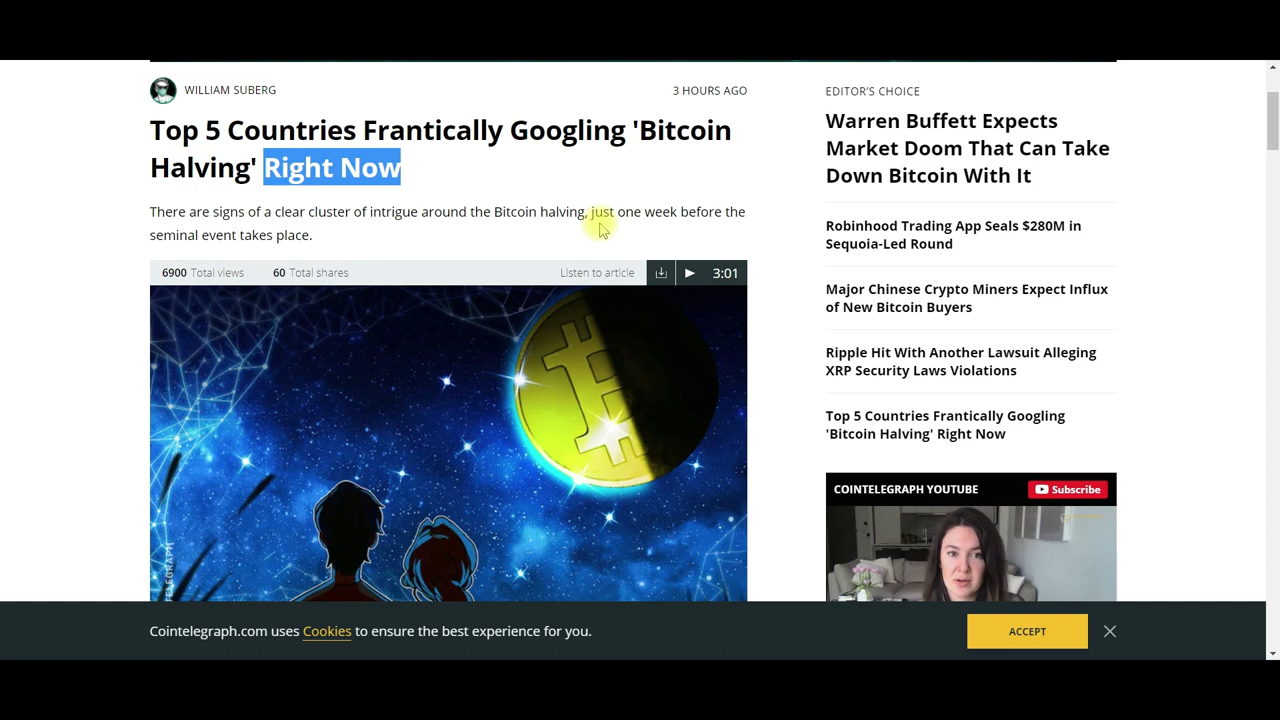 WILLIAM SUBERG
3 HOURS AGO
Top 5 Countries Frantically Googling 'Bitcoin
Halving' Right Now
There are signs of a clear cluster of intrigue around the Bitcoin halving, just one week before the
seminal event takes place.
6900 Total views 60 Total shares Listen to article 3:01
TELEGRAPH
EDITOR'S CHOICE
Warren Buffett Expects
Market Doom That Can Take
Down Bitcoin With It
Robinhood Trading App Seals $280M in
Sequoia-Led Round
Major Chinese Crypto Miners Expect Influx
of New Bitcoin Buyers
Ripple Hit With Another Lawsuit Alleging
XRP Security Laws Violations
Top 5 Countries Frantically Googling
'Bitcoin Halving' Right Now
COINTELEGRAPH YOUTUBE Subscribe
Cointelegraph.com uses Cookies to ensure the best experience for you.
ACCEPT